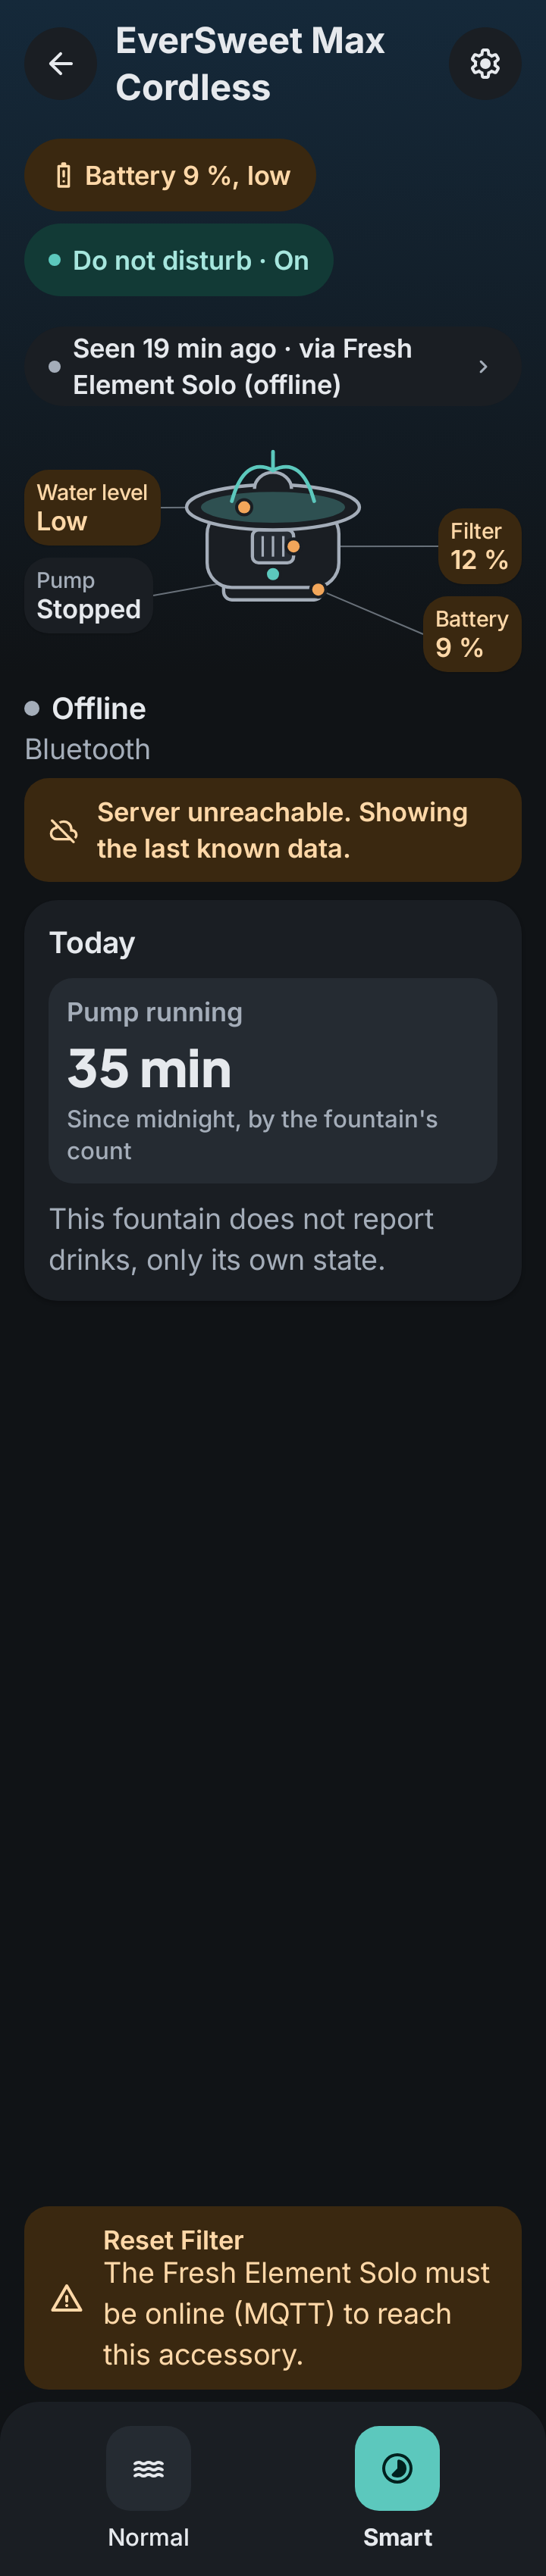 EverSweet Max
Cordless
Battery 9 %, low
Do not disturb · On
Seen 19 min ago · via Fresh
Element Solo (offline)
Water level
Low
Filter
12 %
Pump
Stopped
Battery
9 %
Offline
Bluetooth
Server unreachable. Showing
the last known data.
Today
Pump running
35 min
Since midnight, by the fountain's
count
This fountain does not report
drinks, only its own state.
Reset Filter
The Fresh Element Solo must
be online (MQTT) to reach
this accessory.
Normal
Smart